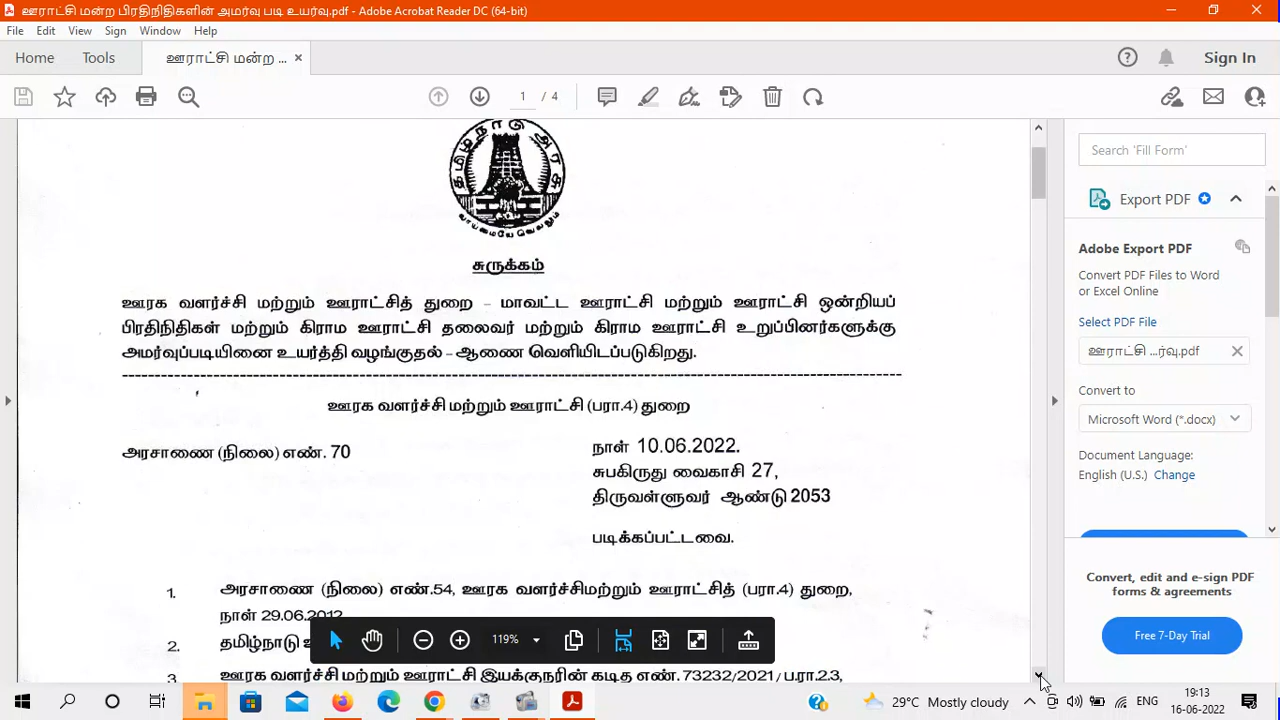 ஊராட்சி மன்ற பிரதிநிதிகளின் அமர்வு படி உயர்வு.pdf - Adobe Acrobat Reader DC (64-bit)
File Edit View Sign Window Help
Home Tools ஊராட்சி மன்ற ... Sign In
1 / 4
தமிழ்நாடு அரசு
வாய்மையே வெல்லும்
சுருக்கம்
ஊரக வளர்ச்சி மற்றும் ஊராட்சித் துறை – மாவட்ட ஊராட்சி மற்றும் ஊராட்சி ஒன்றியப்
பிரதிநிதிகள் மற்றும் கிராம ஊராட்சி தலைவர் மற்றும் கிராம ஊராட்சி உறுப்பினர்களுக்கு
அமர்வுப்படியினை உயர்த்தி வழங்குதல் – ஆணை வெளியிடப்படுகிறது.
ஊரக வளர்ச்சி மற்றும் ஊராட்சி (பரா.4) துறை
அரசாணை (நிலை) எண். 70
நாள் 10.06.2022.
சுபகிருது வைகாசி 27,
திருவள்ளுவர் ஆண்டு 2053
படிக்கப்பட்டவை.
1. அரசாணை (நிலை) எண்.54, ஊரக வளர்ச்சிமற்றும் ஊராட்சித் (பரா.4) துறை,
நாள் 29.06.2012
2. தமிழ்நாடு
3 ஊரக வளர்ச்சி மற்றும் ஊராட்சி இயக்குநரின் கடித எண். 73232/2021/பரா.2.3,
119%
Search 'Fill Form'
Export PDF
Adobe Export PDF
Convert PDF Files to Word
or Excel Online
Select PDF File
ஊராட்சி ...ர்வு.pdf
Convert to
Microsoft Word (*.docx)
Document Language:
English (U.S.) Change
Convert, edit and e-sign PDF
forms & agreements
Free 7-Day Trial
29°C Mostly cloudy
ENG
19:13
16-06-2022